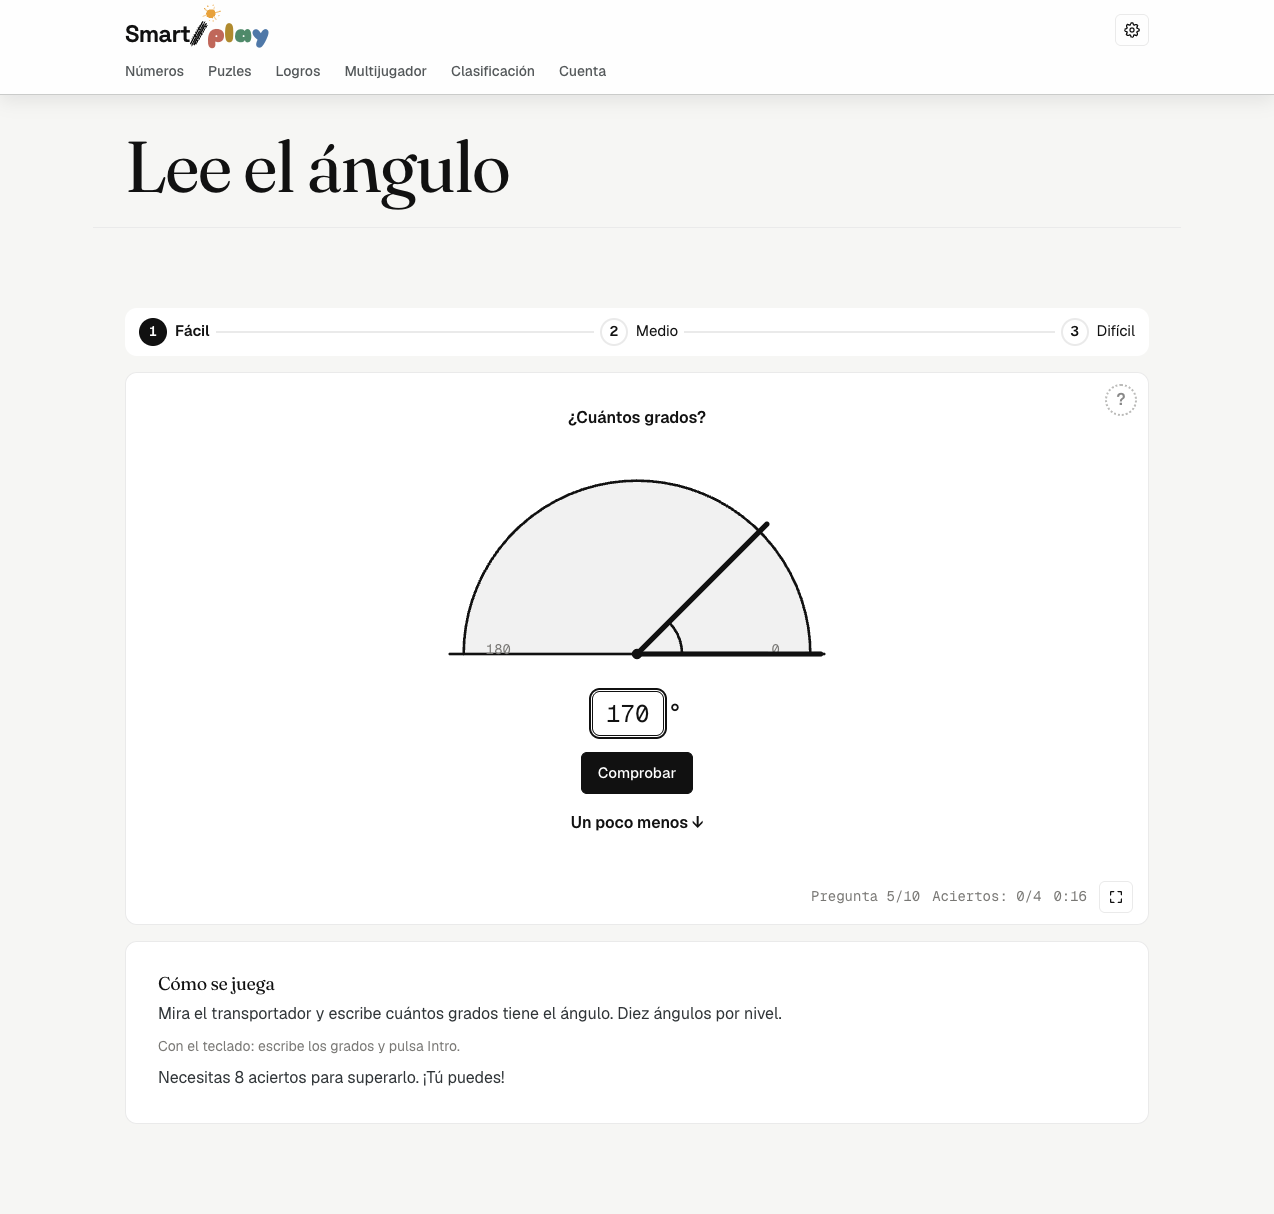 Smart/play
Números Puzles Logros Multijugador Clasificación Cuenta
Lee el ángulo
1 Fácil 2 Medio 3 Difícil
?
¿Cuántos grados?
180 0
170 °
Comprobar
Un poco menos ↓
Pregunta 5/10 Aciertos: 0/4 0:16
Cómo se juega
Mira el transportador y escribe cuántos grados tiene el ángulo. Diez ángulos por nivel.
Con el teclado: escribe los grados y pulsa Intro.
Necesitas 8 aciertos para superarlo. ¡Tú puedes!